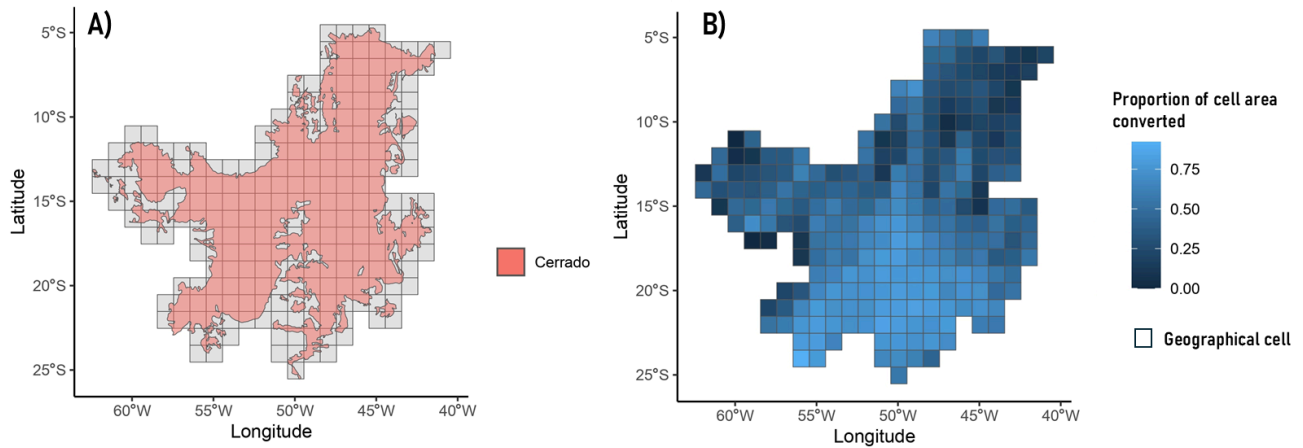 A)
5°S
10°S
15°S
20°S
25°S
Latitude
60°W 55°W 50°W 45°W 40°W
Longitude
Cerrado
B)
5°S
10°S
15°S
20°S
25°S
Latitude
60°W 55°W 50°W 45°W 40°W
Longitude
Proportion of cell area
converted
0.75
0.50
0.25
0.00
Geographical cell